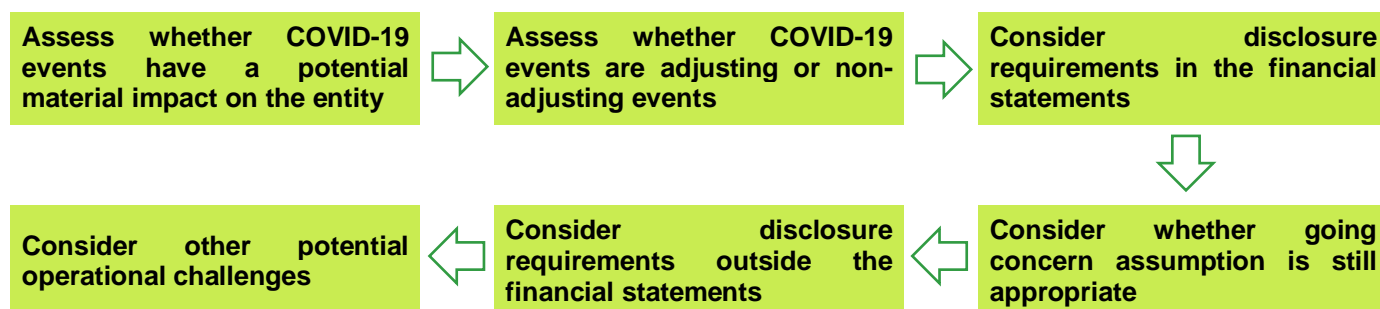 Assess whether COVID-19
events have a potential
material impact on the entity
Assess whether COVID-19
events are adjusting or non-
adjusting events
Consider disclosure
requirements in the financial
statements
Consider whether going
concern assumption is still
appropriate
Consider disclosure
requirements outside the
financial statements
Consider other potential
operational challenges